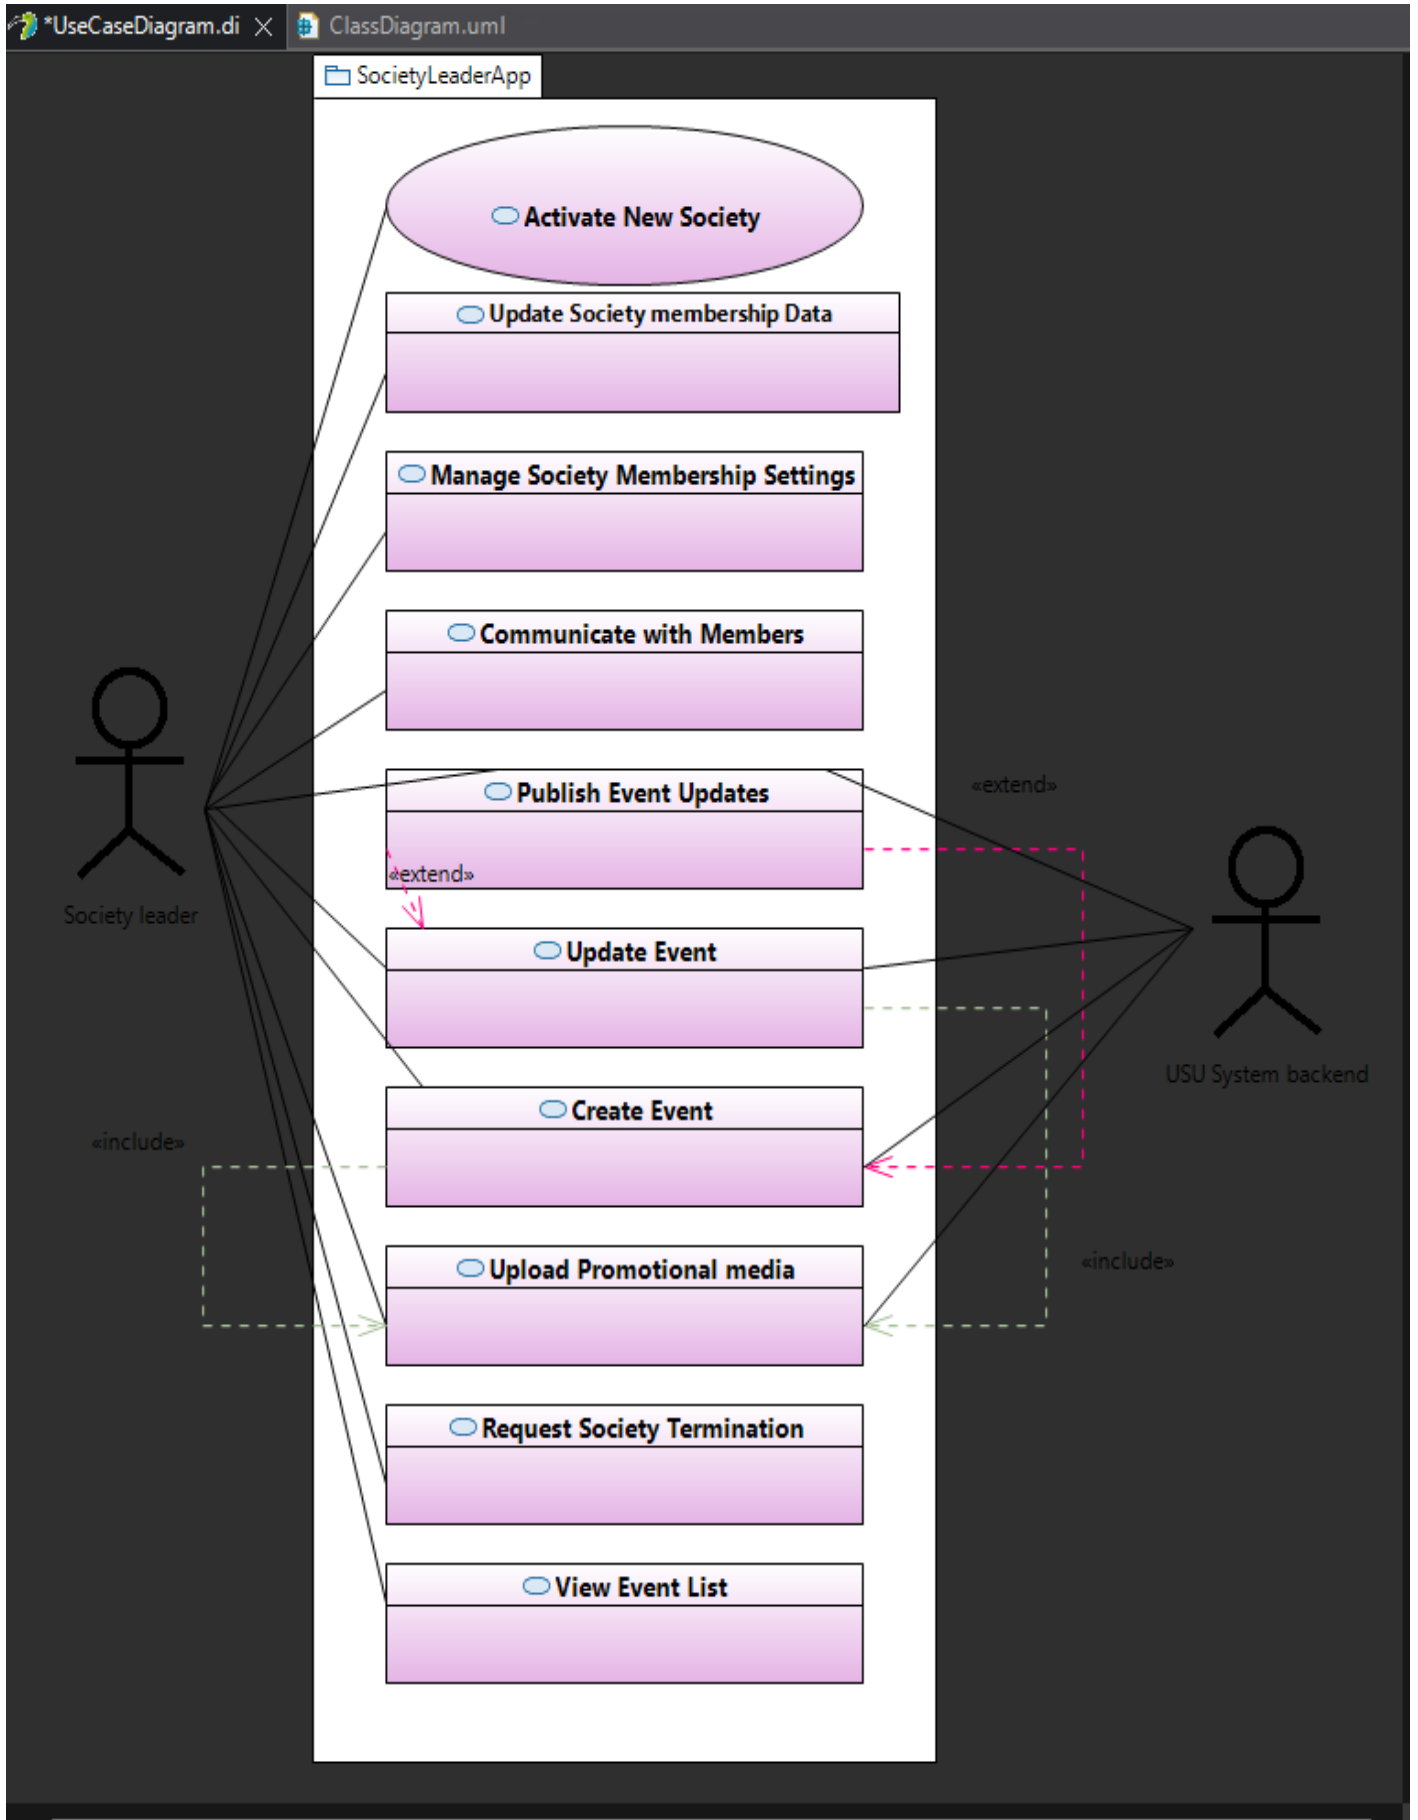 *UseCaseDiagram.di
ClassDiagram.uml
SocietyLeaderApp
Activate New Society
Update Society membership Data
Manage Society Membership Settings
Communicate with Members
Publish Event Updates
«extend»
«extend»
Society leader
Update Event
USU System backend
Create Event
«include»
Upload Promotional media
«include»
Request Society Termination
View Event List